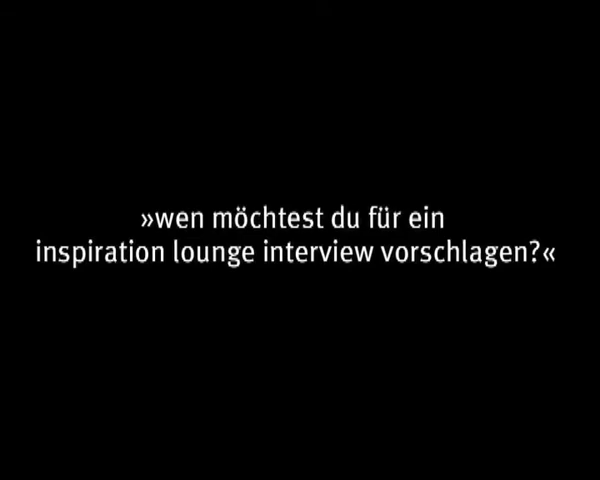 »wen möchtest du für ein
inspiration lounge interview vorschlagen?«